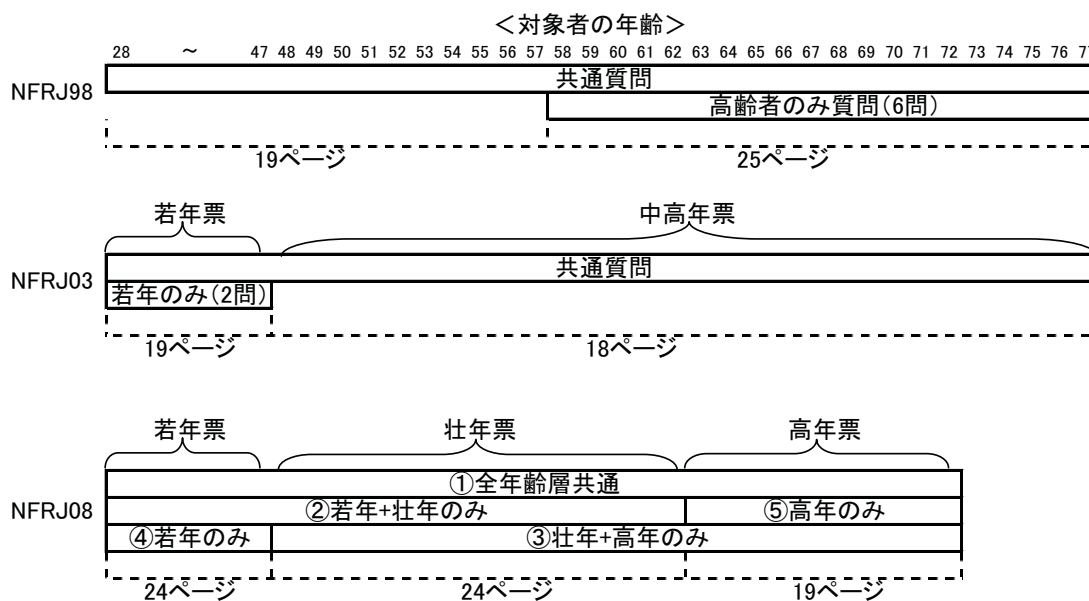 ＜対象者の年齢＞
28 ～ 47 48 49 50 51 52 53 54 55 56 57 58 59 60 61 62 63 64 65 66 67 68 69 70 71 72 73 74 75 76 77
NFRJ98
共通質問
高齢者のみ質問(6問)
19ページ 25ページ
若年票 中高年票
NFRJ03
共通質問
若年のみ(2問)
19ページ 18ページ
若年票 壮年票 高年票
NFRJ08
①全年齢層共通
②若年+壮年のみ ⑤高年のみ
④若年のみ ③壮年+高年のみ
24ページ 24ページ 19ページ